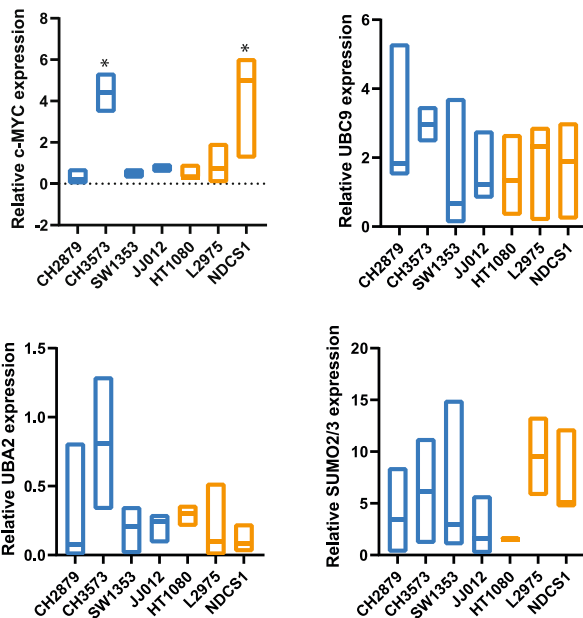 Relative c-MYC expression
8
6
4
2
0
-2
*
*
CH2879
CH3573
SW1353
JJ012
HT1080
L2975
NDCS1
Relative UBC9 expression
6
4
2
0
CH2879
CH3573
SW1353
JJ012
HT1080
L2975
NDCS1
Relative UBA2 expression
1.5
1.0
0.5
0.0
CH2879
CH3573
SW1353
JJ012
HT1080
L2975
NDCS1
Relative SUMO2/3 expression
20
15
10
5
0
CH2879
CH3573
SW1353
JJ012
HT1080
L2975
NDCS1